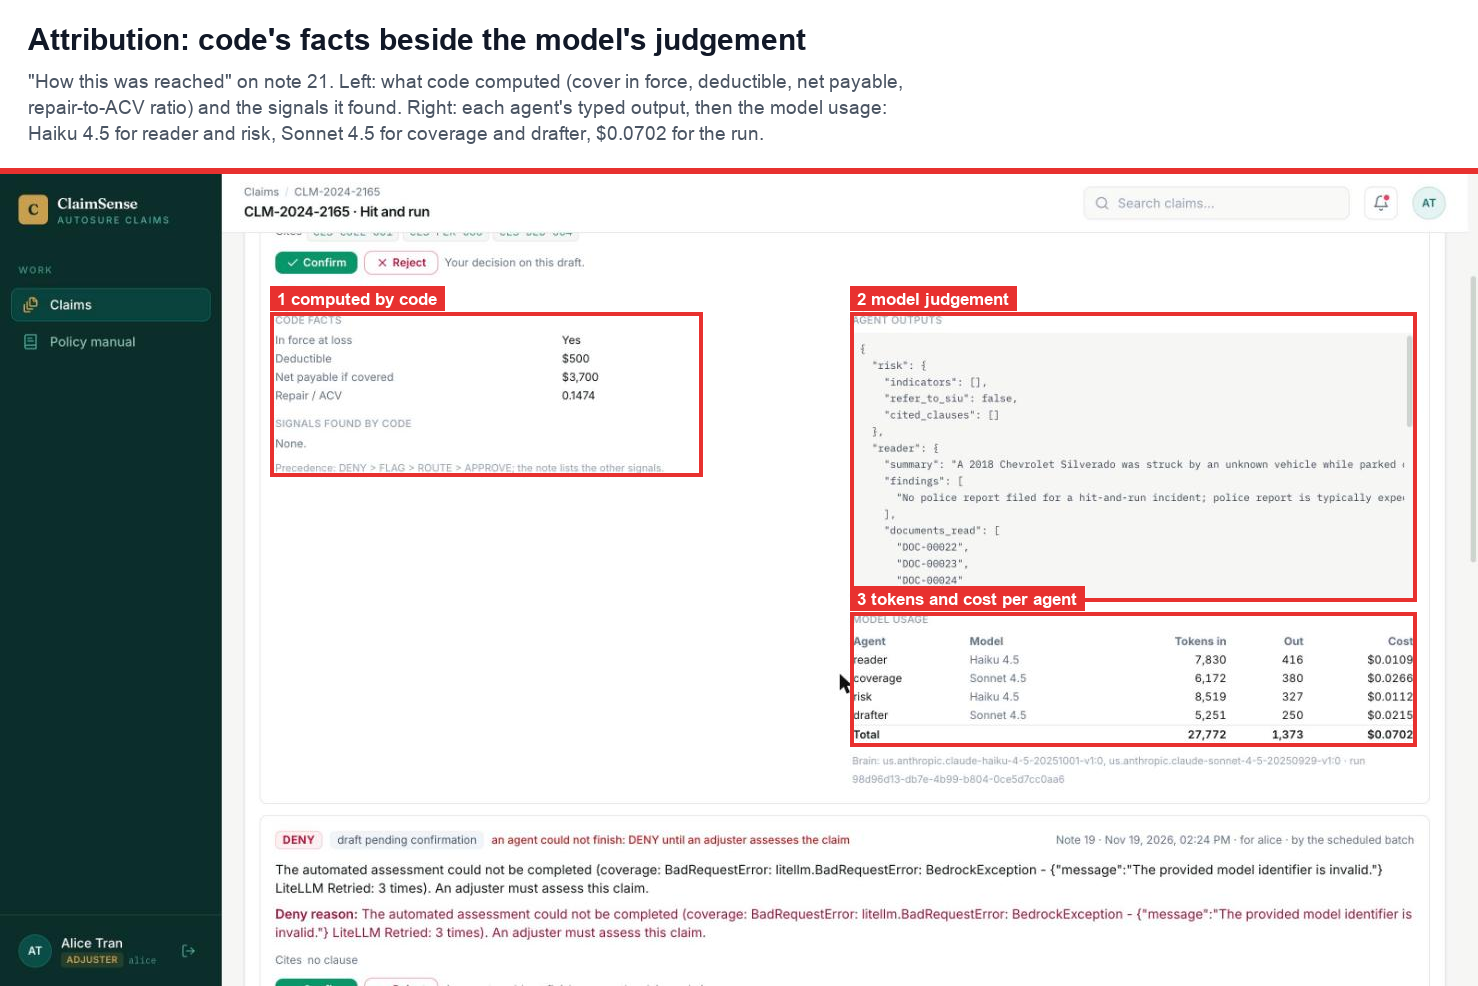 Attribution: code's facts beside the model's judgement
"How this was reached" on note 21. Left: what code computed (cover in force, deductible, net payable,
repair-to-ACV ratio) and the signals it found. Right: each agent's typed output, then the model usage:
Haiku 4.5 for reader and risk, Sonnet 4.5 for coverage and drafter, $0.0702 for the run.
C
ClaimSense
AUTOSURE CLAIMS
WORK
Claims
Policy manual
AT
Alice Tran
ADJUSTER alice
Claims / CLM-2024-2165
CLM-2024-2165 · Hit and run
Search claims...
AT
Confirm
Reject
Your decision on this draft.
1 computed by code
CODE FACTS
In force at loss Yes
Deductible $500
Net payable if covered $3,700
Repair / ACV 0.1474
SIGNALS FOUND BY CODE
None.
Precedence: DENY > FLAG > ROUTE > APPROVE; the note lists the other signals.
2 model judgement
AGENT OUTPUTS
{
"risk": {
"indicators": [],
"refer_to_siu": false,
"cited_clauses": []
},
"reader": {
"summary": "A 2018 Chevrolet Silverado was struck by an unknown vehicle while parked
"findings": [
"No police report filed for a hit-and-run incident; police report is typically expe
],
"documents_read": [
"DOC-00022",
"DOC-00023",
"DOC-00024"
3 tokens and cost per agent
MODEL USAGE
Agent Model Tokens in Out Cost
reader Haiku 4.5 7,830 416 $0.0109
coverage Sonnet 4.5 6,172 380 $0.0266
risk Haiku 4.5 8,519 327 $0.0112
drafter Sonnet 4.5 5,251 250 $0.0215
Total 27,772 1,373 $0.0702
Brain: us.anthropic.claude-haiku-4-5-20251001-v1:0, us.anthropic.claude-sonnet-4-5-20250929-v1:0 · run
98d96d13-db7e-4b99-b804-0ce5d7cc0aa6
DENY draft pending confirmation an agent could not finish: DENY until an adjuster assesses the claim
Note 19 · Nov 19, 2026, 02:24 PM · for alice · by the scheduled batch
The automated assessment could not be completed (coverage: BadRequestError: litellm.BadRequestError: BedrockException - {"message":"The provided model identifier is invalid."}
LiteLLM Retried: 3 times). An adjuster must assess this claim.
Deny reason: The automated assessment could not be completed (coverage: BadRequestError: litellm.BadRequestError: BedrockException - {"message":"The provided model identifier is
invalid."} LiteLLM Retried: 3 times). An adjuster must assess this claim.
Cites no clause